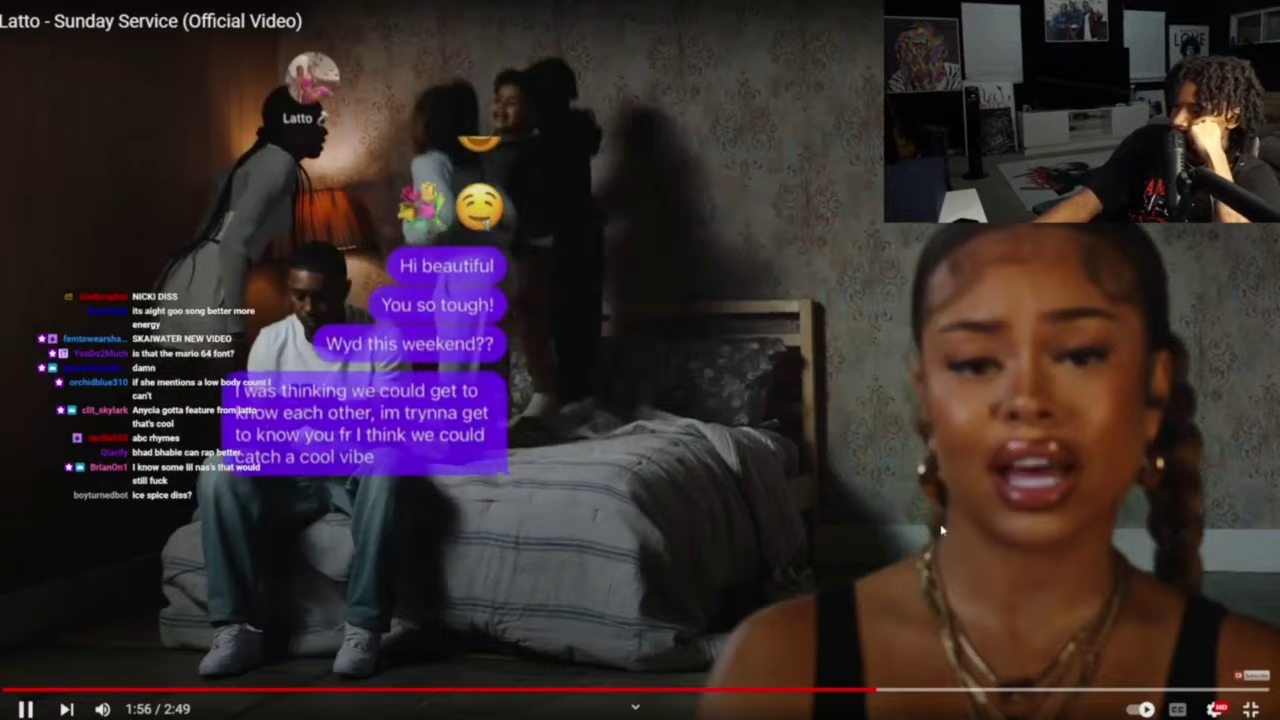 Latto - Sunday Service (Official Video)
LOVE
Latto
Hi beautiful
You so tough!
Wyd this weekend??
I was thinking we could get to
know each other, im trynna get
to know you fr I think we could
catch a cool vibe
NICKI DISS
its aight goo song better more
energy
femtowearsha... SKAIWATER NEW VIDEO
YooDo2Much is that the mario 64 font?
damn
orchidblue310 if she mentions a low body count I
can't
clit_skylark Anycia gotta feature from latto
that's cool
abc rhymes
Glarify bhad bhabie can rap better
BrianOn1 I know some lil nas's that would
still fuck
boyturnedbot ice spice diss?
Subscribe
1:56 / 2:49
CC
HD